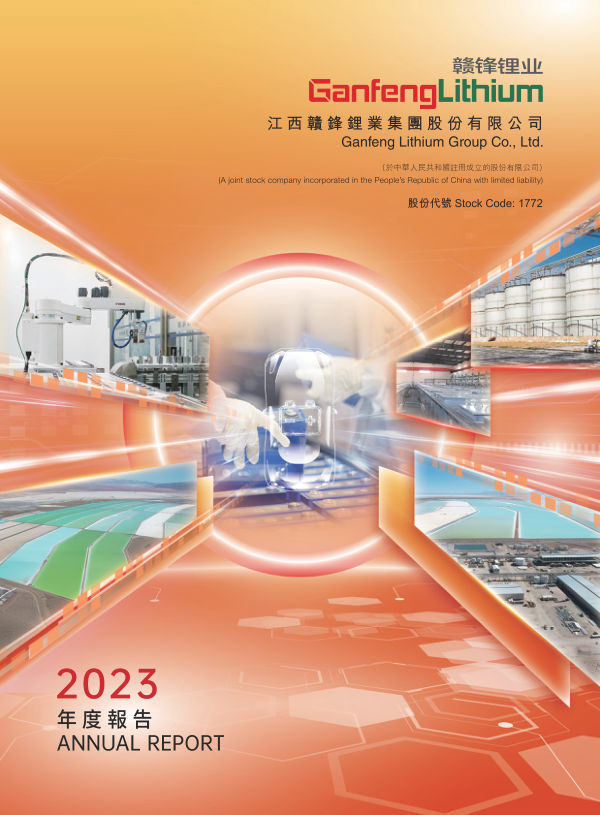 赣锋锂业
GanfengLithium
江西贛鋒鋰業集團股份有限公司
Ganfeng Lithium Group Co., Ltd.
（於中華人民共和國註冊成立的股份有限公司）
(A joint stock company incorporated in the People's Republic of China with limited liability)
股份代號 Stock Code: 1772
2023
年度報告
ANNUAL REPORT